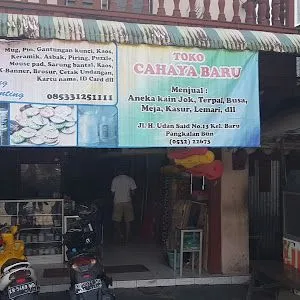 Mug, Pin, Gantungan kunci, Kaos,
Keramik, Asbak, Piring, Puzzle,
Mouse pad, Sarung bantal, Kaos,
X-Banner, Brosur, Cetak Undangan,
Kartu nama, ID Card dll
085331251111
TOKO
CAHAYA BARU
Menjual :
Aneka kain Jok, Terpal, Busa,
Meja, Kasur, Lemari, dll
Jl. H. Udan Said No.13 Kel. Baru
Pangkalan Bun
(0532) 22673